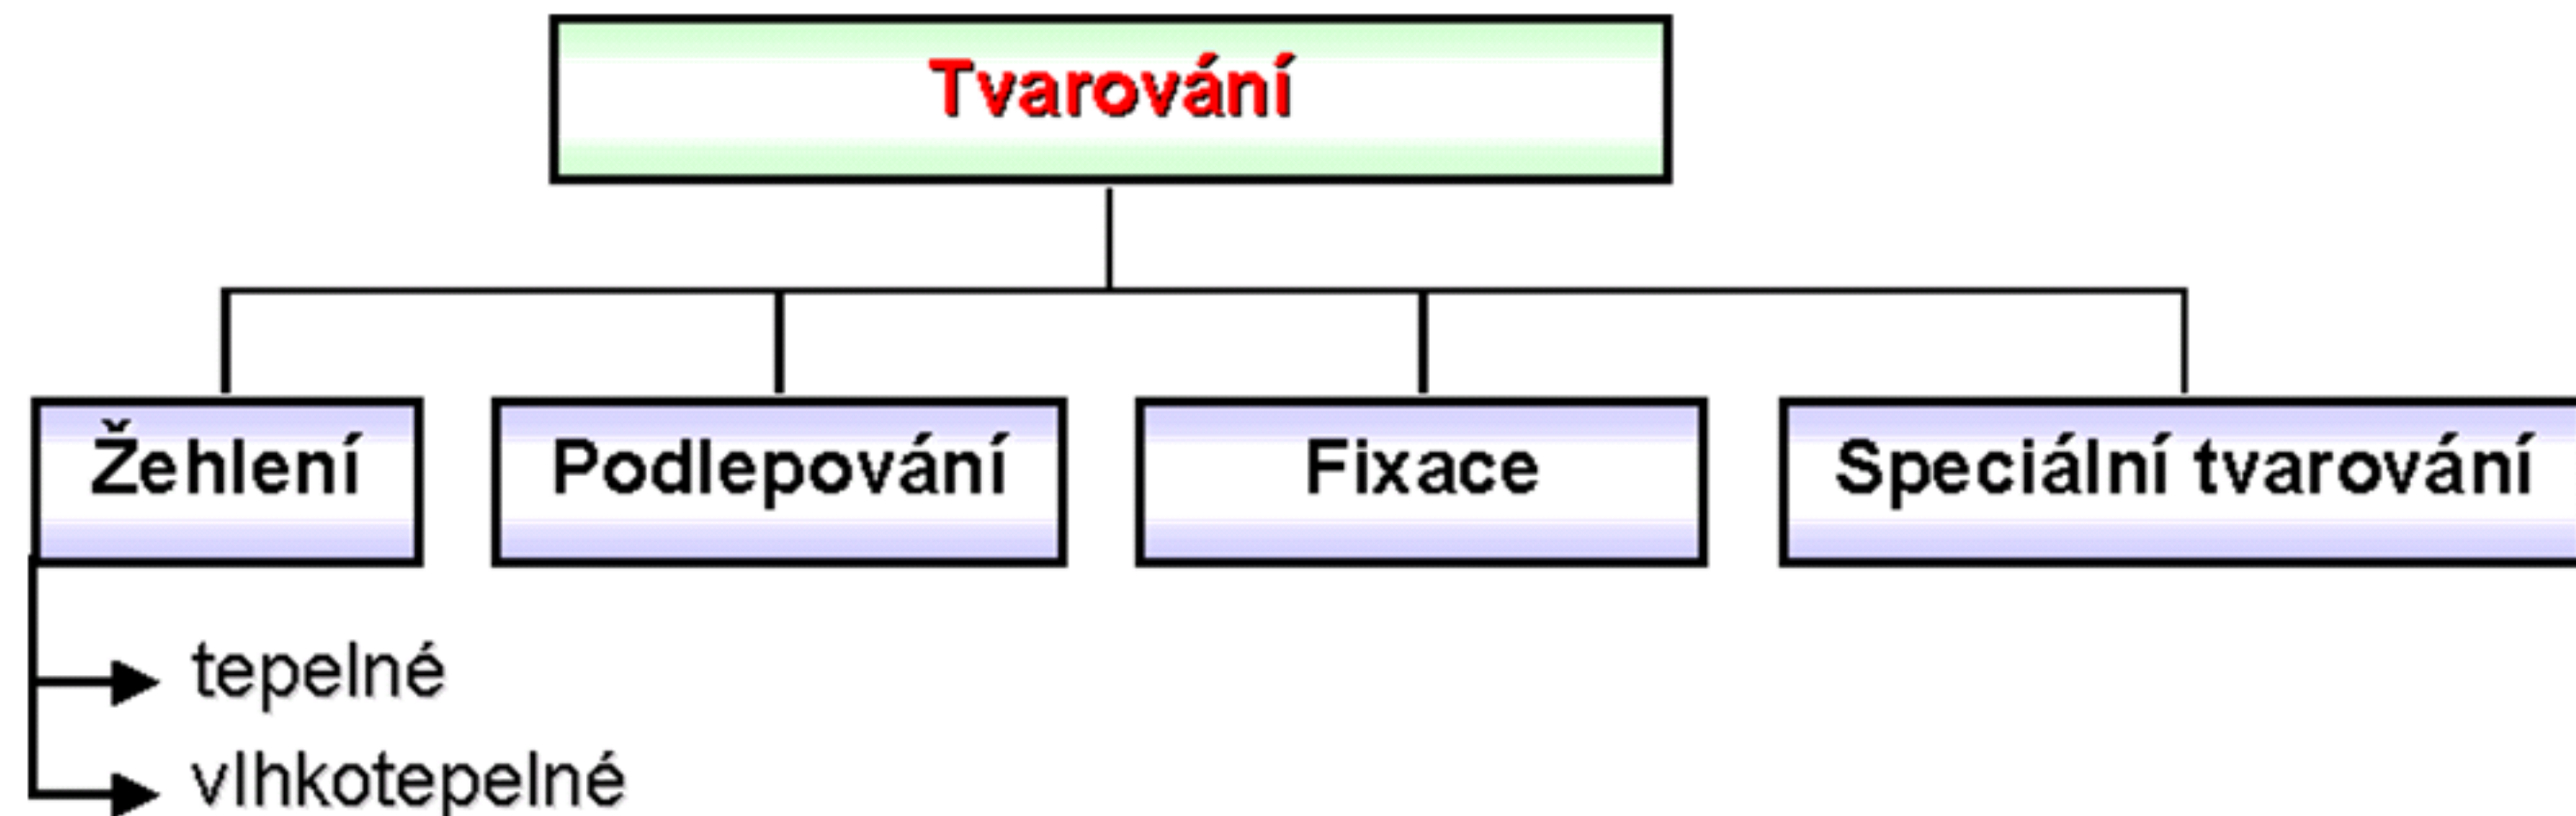 Tvarování
Žehlení
Podlepování
Fixace
Speciální tvarování
tepelné
vlhkotepelné